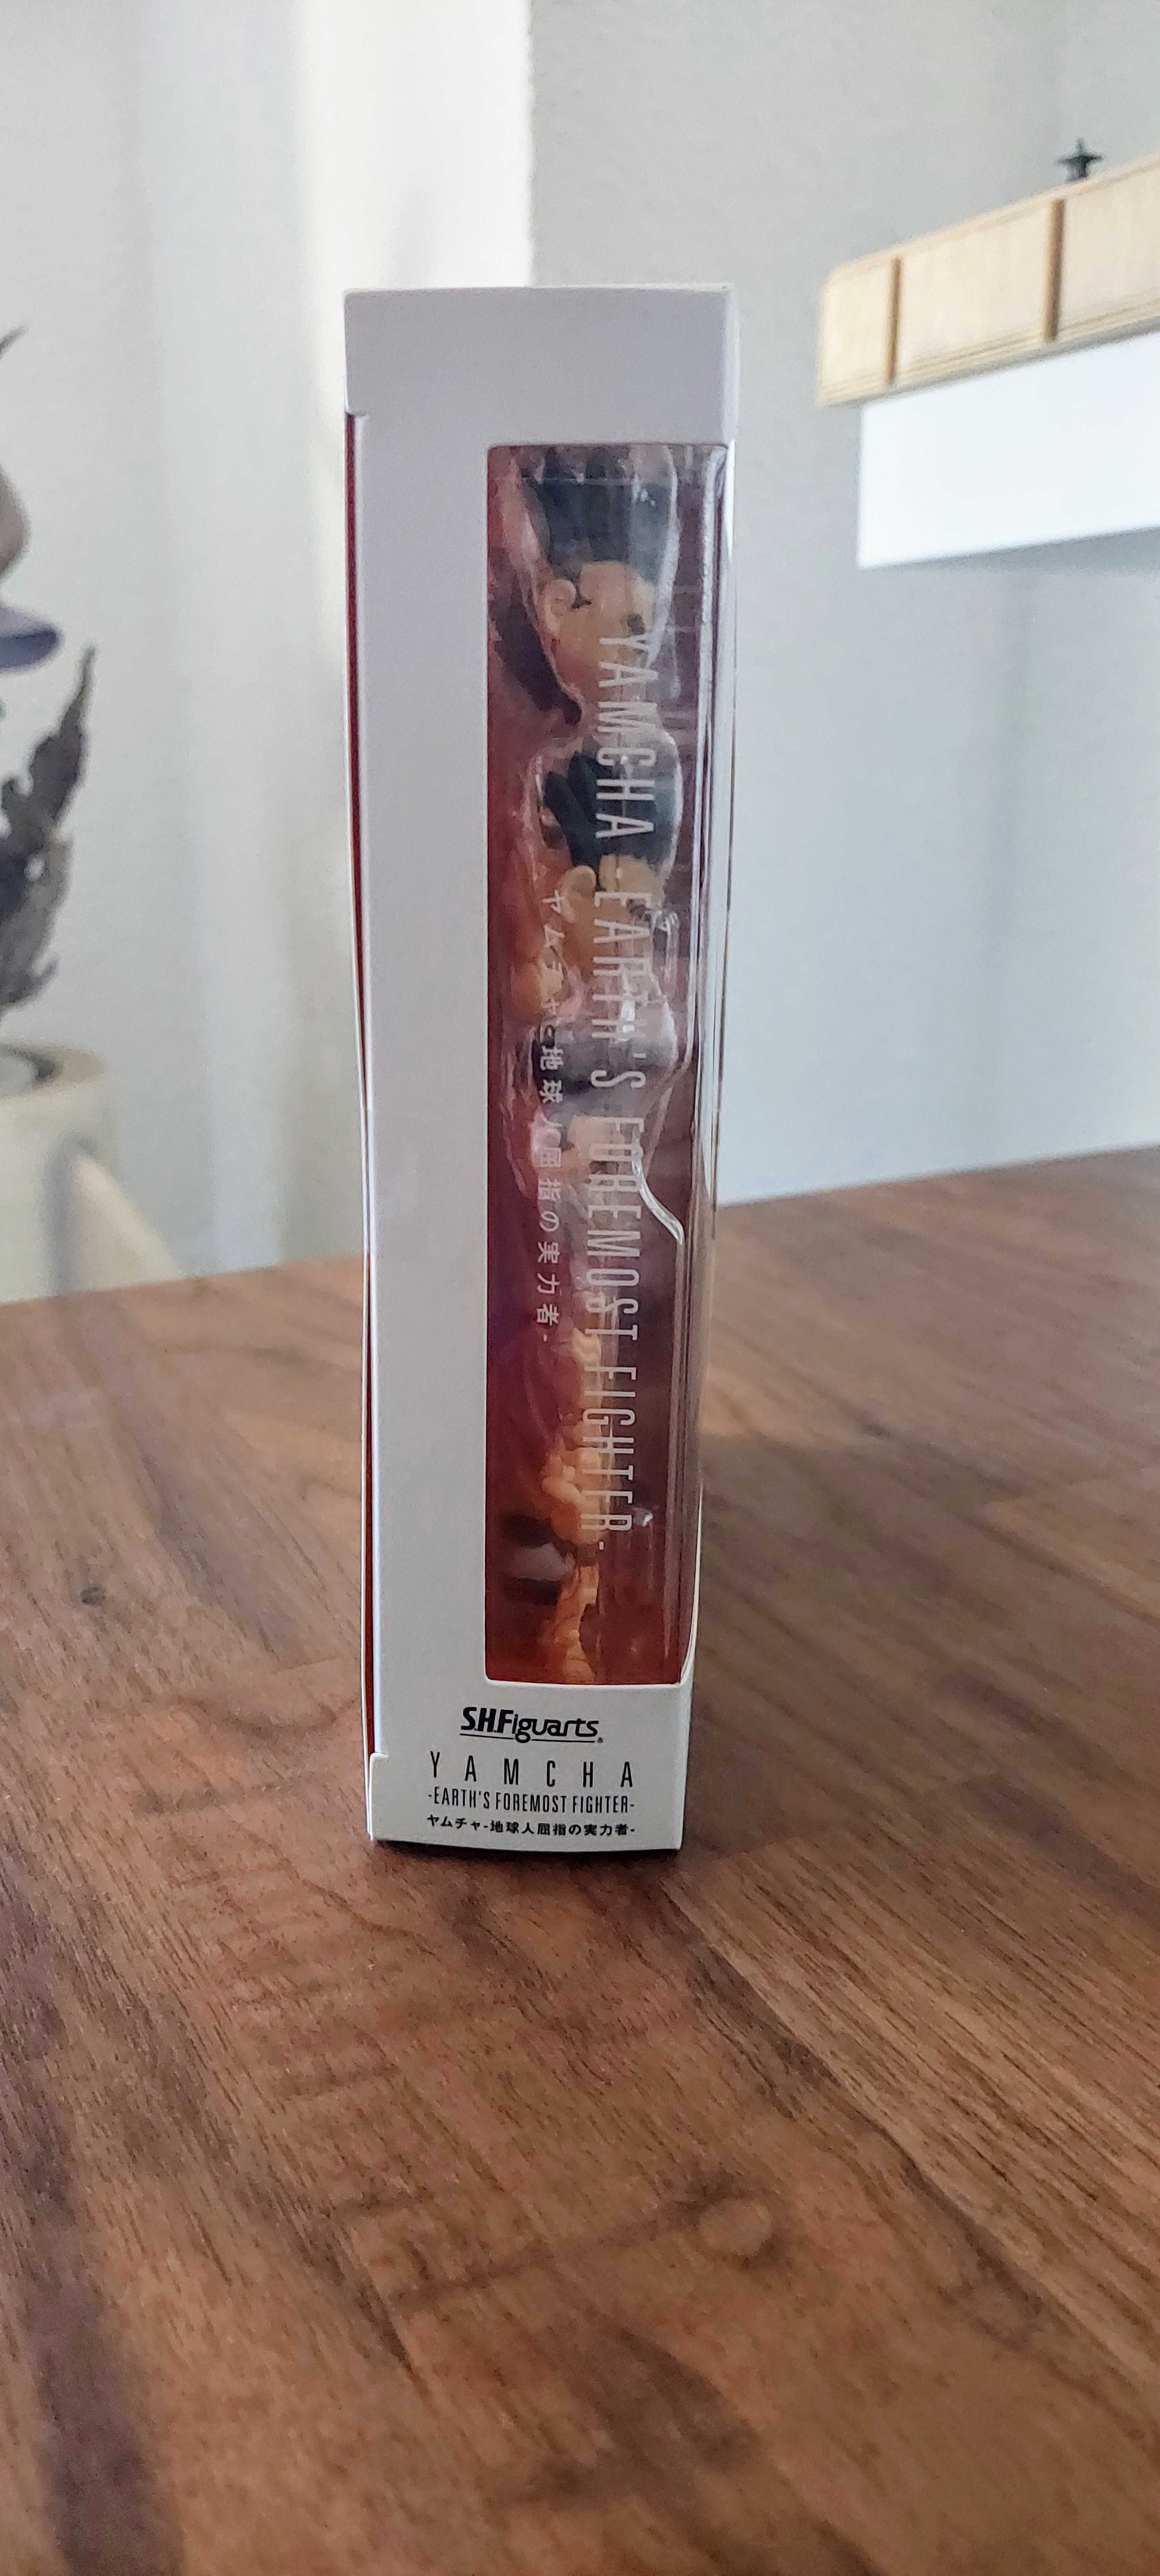 YAMCHA -EARTH'S FOREMOST FIGHTER-
ヤムチャ-地球人屈指の実力者-
S.H.Figuarts
YAMCHA
-EARTH'S FOREMOST FIGHTER-
ヤムチャ-地球人屈指の実力者-